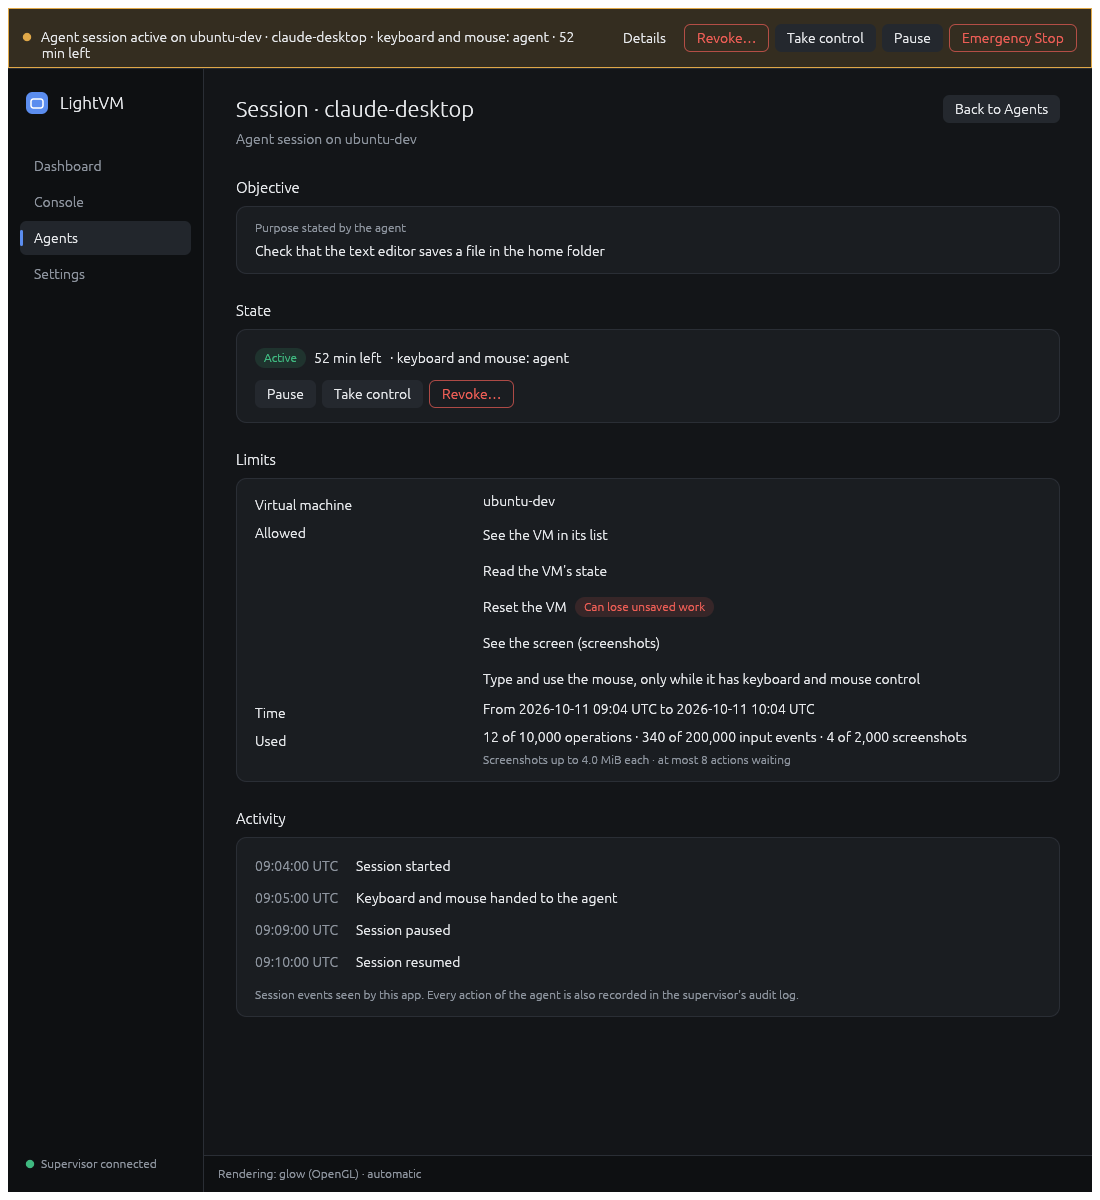 Agent session active on ubuntu-dev · claude-desktop · keyboard and mouse: agent · 52
min left
Details
Revoke...
Take control
Pause
Emergency Stop
LightVM
Dashboard
Console
Agents
Settings
Session · claude-desktop
Back to Agents
Agent session on ubuntu-dev
Objective
Purpose stated by the agent
Check that the text editor saves a file in the home folder
State
Active 52 min left · keyboard and mouse: agent
Pause
Take control
Revoke...
Limits
Virtual machine ubuntu-dev
Allowed See the VM in its list
Read the VM's state
Reset the VM Can lose unsaved work
See the screen (screenshots)
Type and use the mouse, only while it has keyboard and mouse control
Time From 2026-10-11 09:04 UTC to 2026-10-11 10:04 UTC
Used 12 of 10,000 operations · 340 of 200,000 input events · 4 of 2,000 screenshots
Screenshots up to 4.0 MiB each · at most 8 actions waiting
Activity
09:04:00 UTC Session started
09:05:00 UTC Keyboard and mouse handed to the agent
09:09:00 UTC Session paused
09:10:00 UTC Session resumed
Session events seen by this app. Every action of the agent is also recorded in the supervisor's audit log.
Supervisor connected
Rendering: glow (OpenGL) · automatic